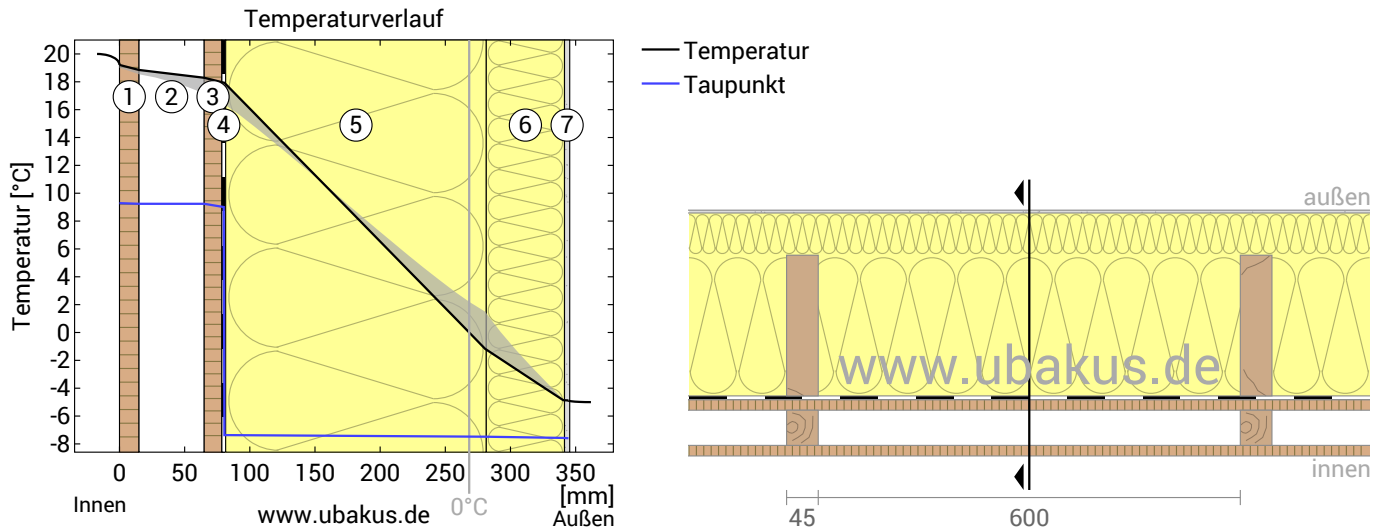 Temperaturverlauf
Temperatur
Taupunkt
Temperatur [°C]
20
18
16
14
12
10
8
6
4
2
0
-2
-4
-6
-8
1
2
3
4
5
6
7
0
50
100
150
200
250
300
350
[mm]
Innen
www.ubakus.de
0°C
Außen
außen
www.ubakus.de
innen
45
600